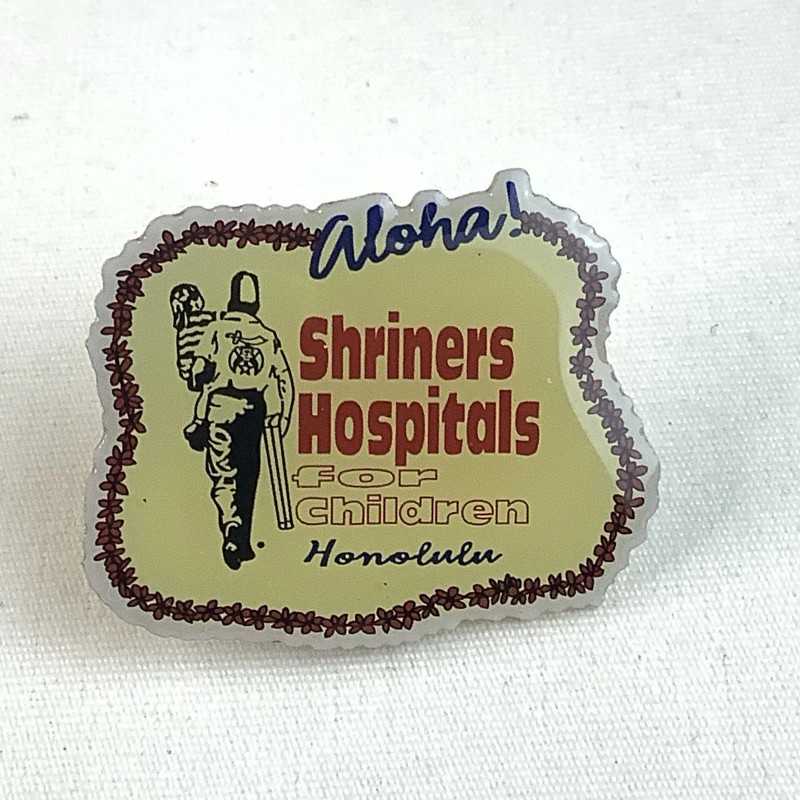 Aloha!
Shriners
Hospitals
for
Children
Honolulu